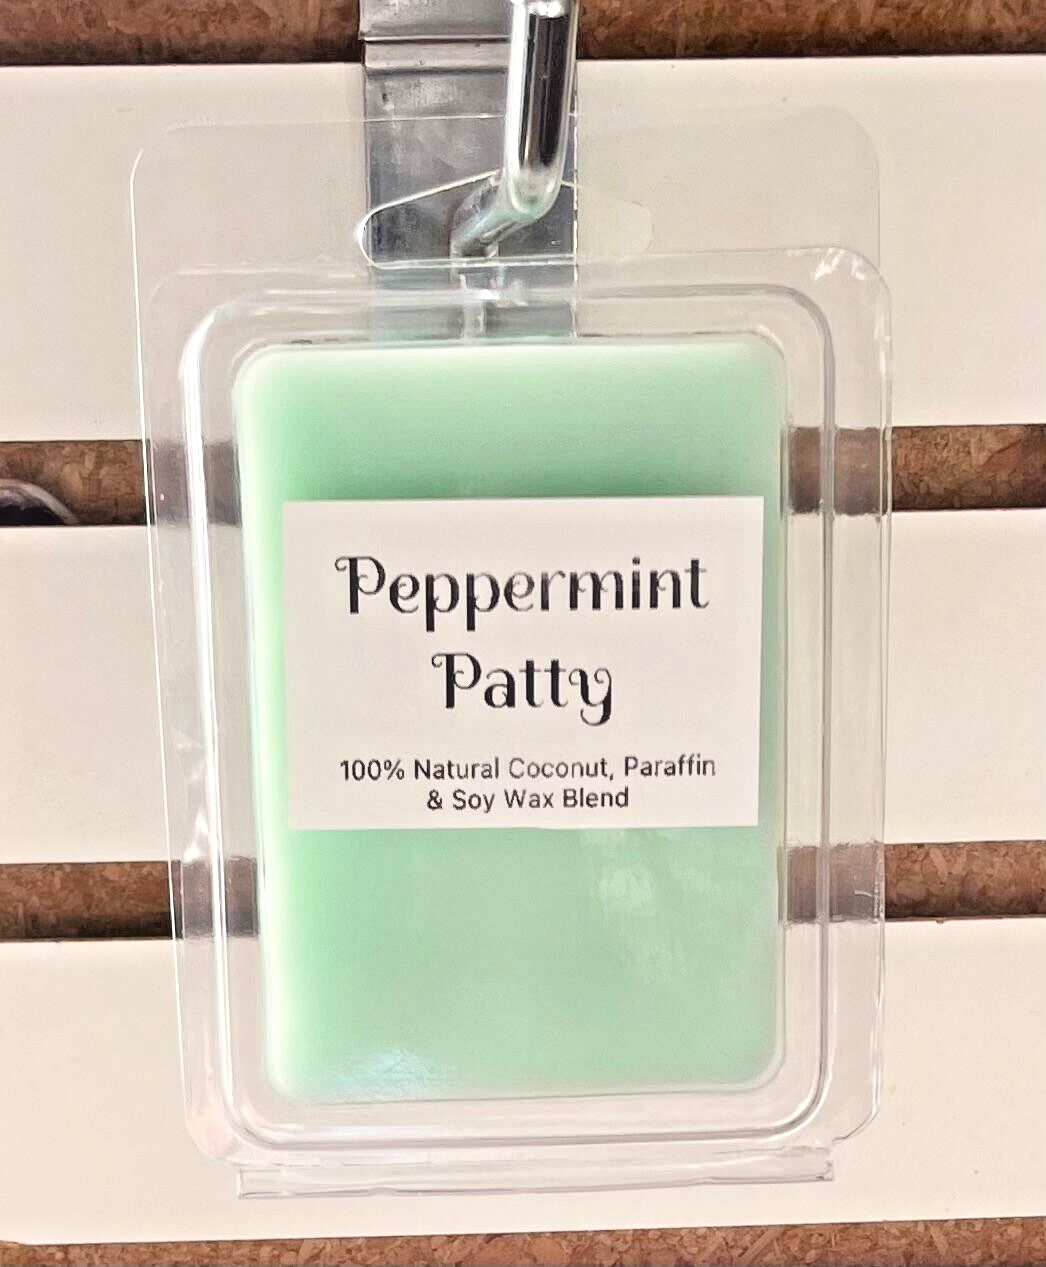 Peppermint
Patty
100% Natural Coconut, Paraffin
& Soy Wax Blend